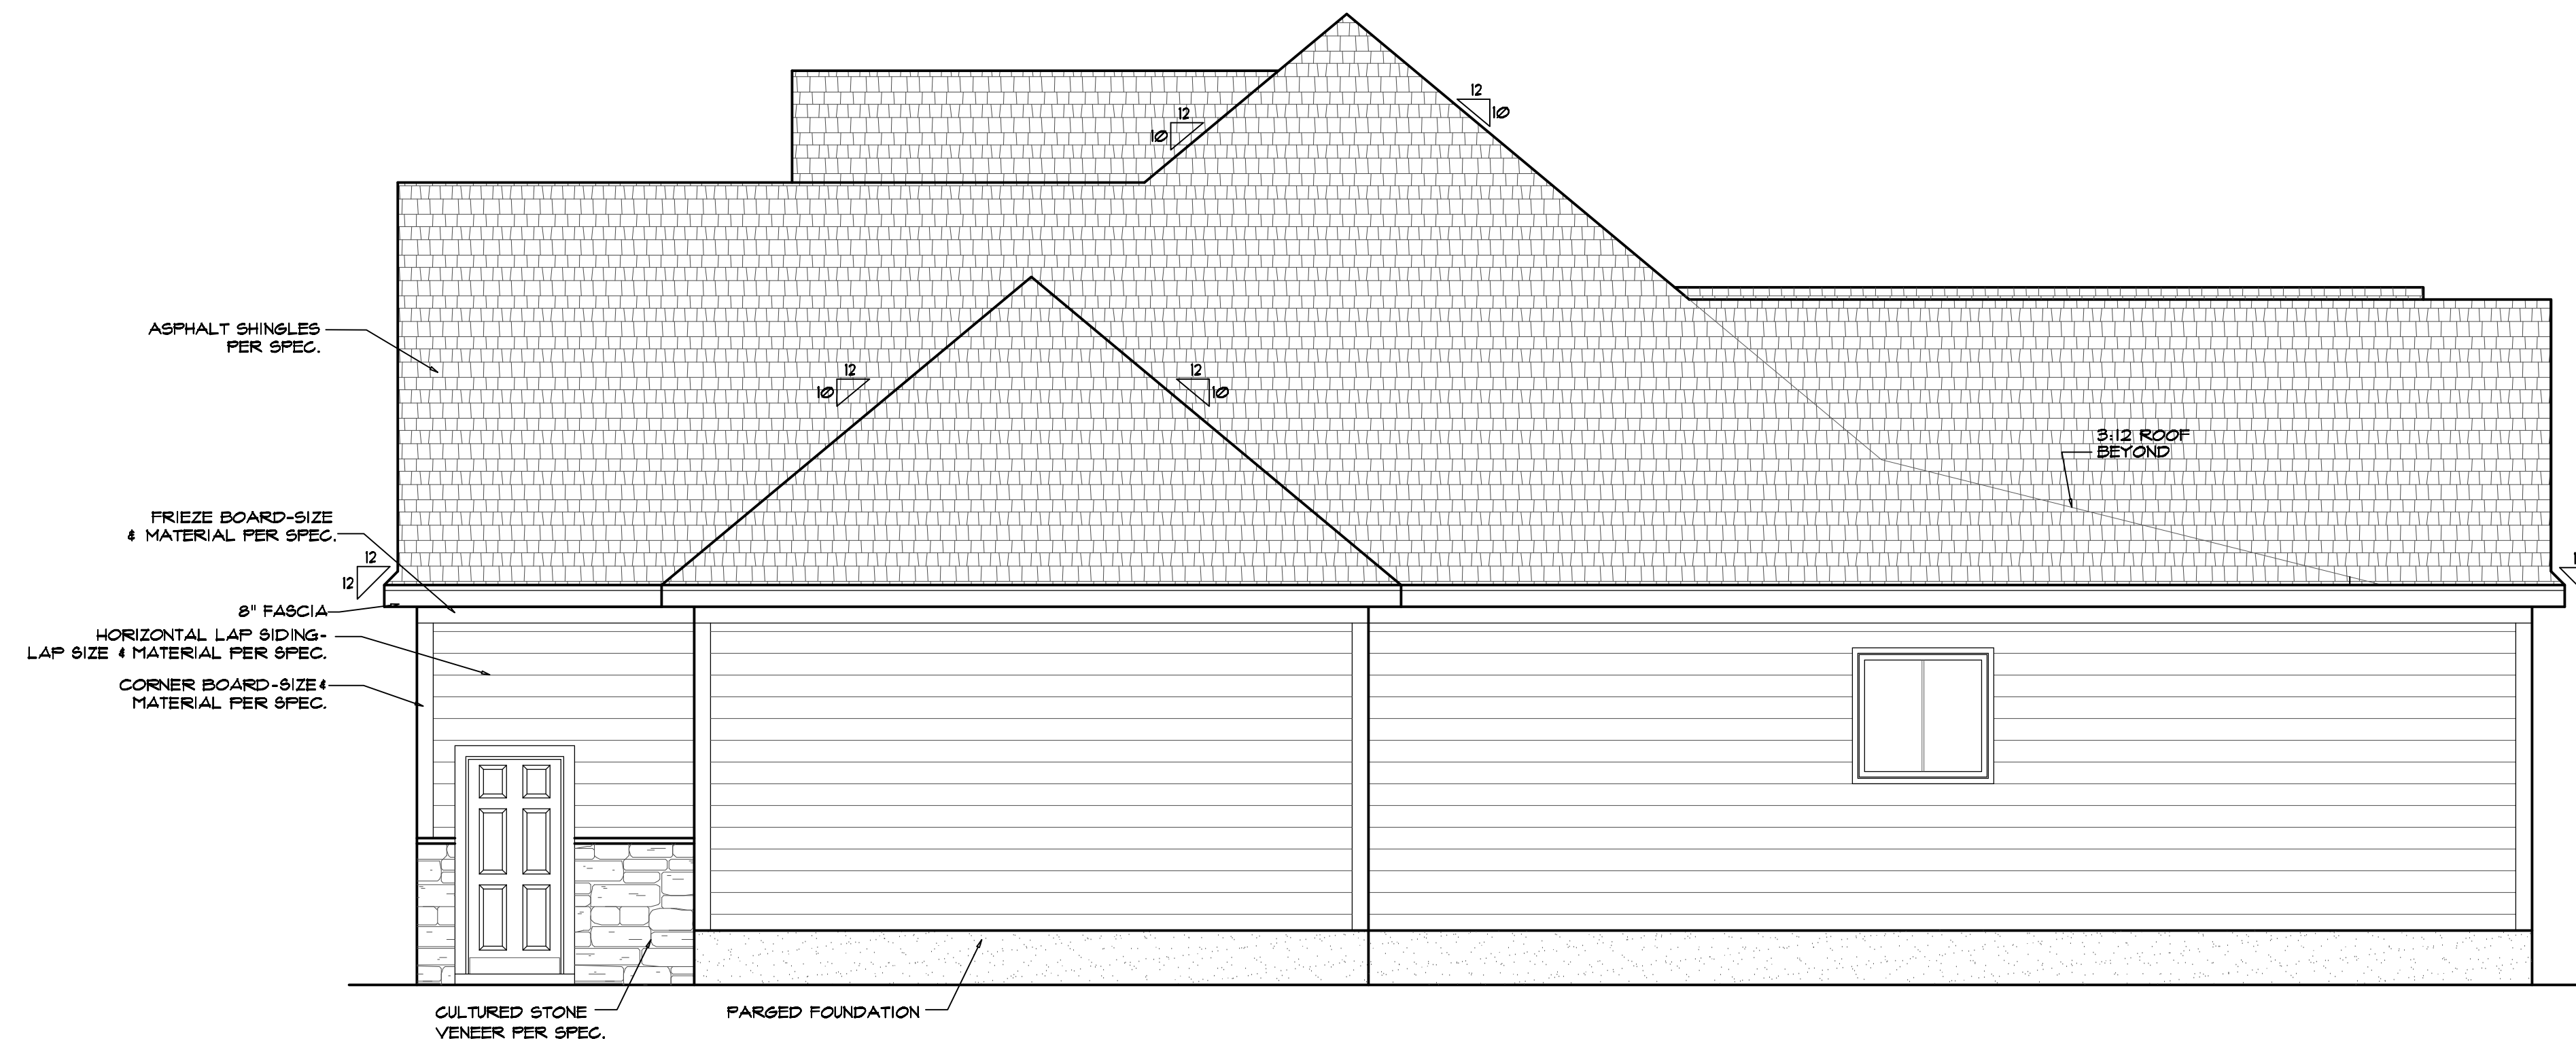 12
10
12
10
ASPHALT SHINGLES
PER SPEC.
12
10
12
10
3:12 ROOF
BEYOND
FRIEZE BOARD-SIZE
& MATERIAL PER SPEC.
12
12
8" FASCIA
HORIZONTAL LAP SIDING-
LAP SIZE & MATERIAL PER SPEC.
CORNER BOARD-SIZE &
MATERIAL PER SPEC.
CULTURED STONE
VENEER PER SPEC.
PARGED FOUNDATION